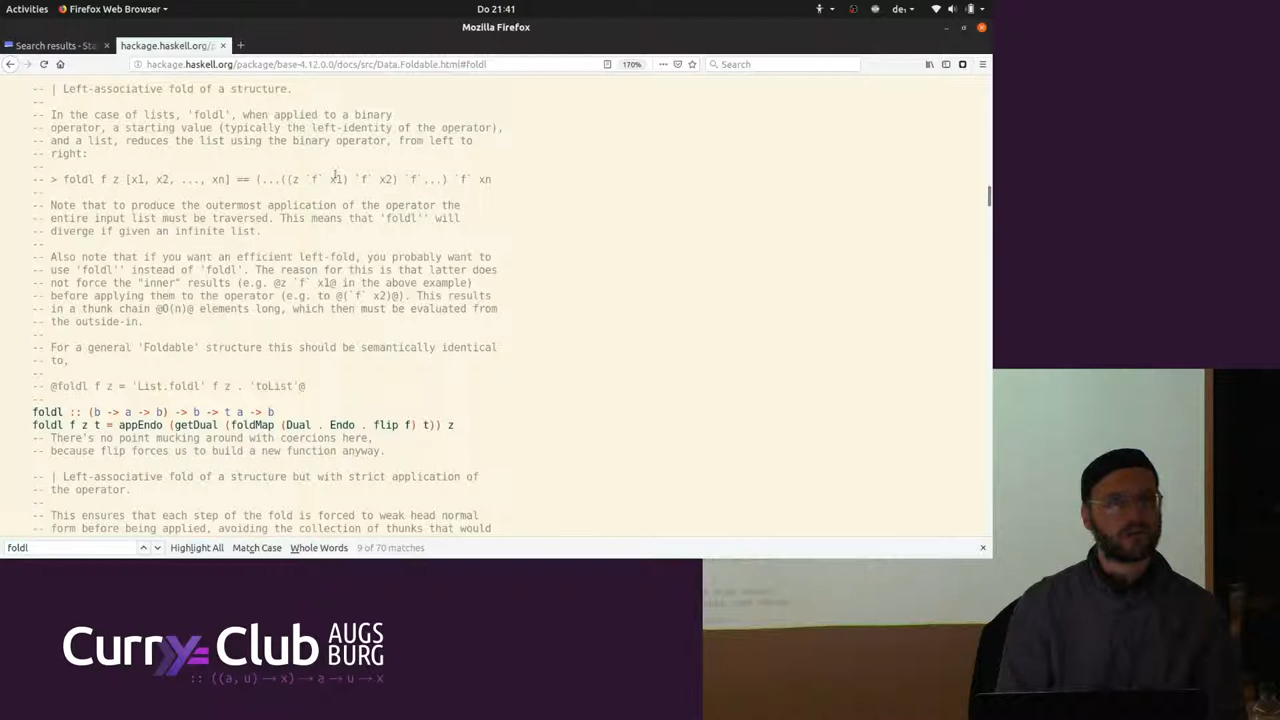 Activities
Firefox Web Browser
Do 21:41
de₁
Mozilla Firefox
Search results - Sta
hackage.haskell.org/p
hackage.haskell.org/package/base-4.12.0.0/docs/src/Data.Foldable.html#foldl
170%
Search
-- | Left-associative fold of a structure.
--
-- In the case of lists, 'foldl', when applied to a binary
-- operator, a starting value (typically the left-identity of the operator),
-- and a list, reduces the list using the binary operator, from left to
-- right:
--
-- > foldl f z [x1, x2, ..., xn] == (...((z `f` x1) `f` x2) `f`...) `f` xn
--
-- Note that to produce the outermost application of the operator the
-- entire input list must be traversed. This means that 'foldl'' will
-- diverge if given an infinite list.
--
-- Also note that if you want an efficient left-fold, you probably want to
-- use 'foldl'' instead of 'foldl'. The reason for this is that latter does
-- not force the "inner" results (e.g. @z `f` x1@ in the above example)
-- before applying them to the operator (e.g. to @(`f` x2)@). This results
-- in a thunk chain @O(n)@ elements long, which then must be evaluated from
-- the outside-in.
--
-- For a general 'Foldable' structure this should be semantically identical
-- to,
--
-- @foldl f z = 'List.foldl' f z . 'toList'@
--
foldl :: (b -> a -> b) -> b -> t a -> b
foldl f z t = appEndo (getDual (foldMap (Dual . Endo . flip f) t)) z
-- There's no point mucking around with coercions here,
-- because flip forces us to build a new function anyway.
-- | Left-associative fold of a structure but with strict application of
-- the operator.
--
-- This ensures that each step of the fold is forced to weak head normal
-- form before being applied, avoiding the collection of thunks that would
foldl
Highlight All
Match Case
Whole Words
9 of 70 matches
Curry Club
AUGS
BURG
:: ((a, u) → x) → a → u → x